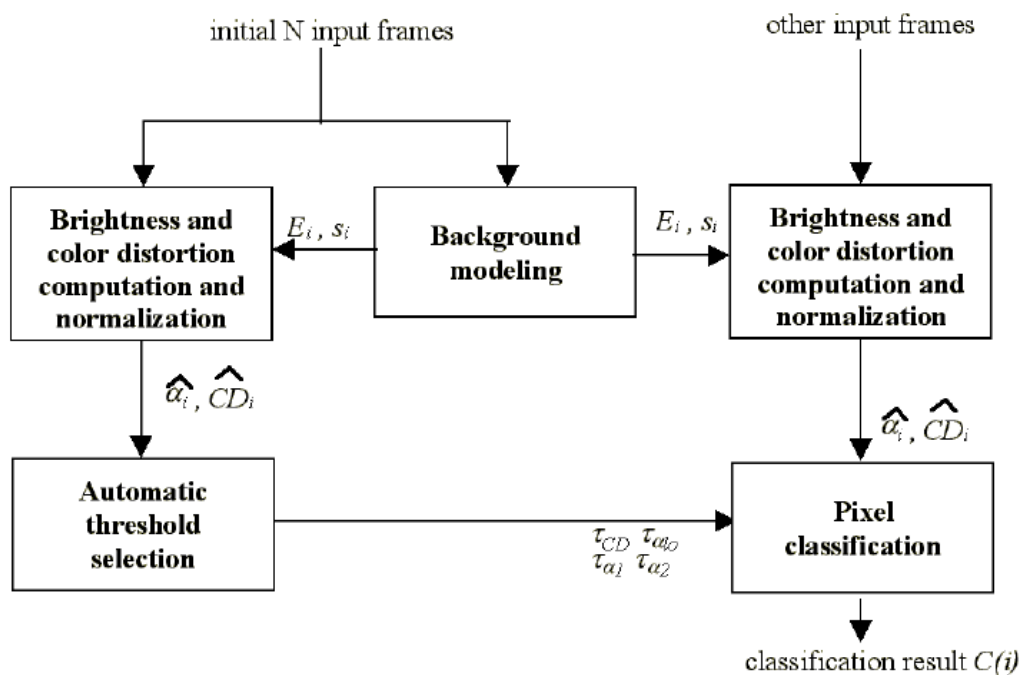 initial N input frames
other input frames
Brightness and
color distortion
computation and
normalization
E_i , s_i
Background
modeling
E_i , s_i
Brightness and
color distortion
computation and
normalization
α̂_i , ĈD_i
α̂_i , ĈD_i
Automatic
threshold
selection
τ_CD τ_αlo
τ_α1 τ_α2
Pixel
classification
classification result C(i)